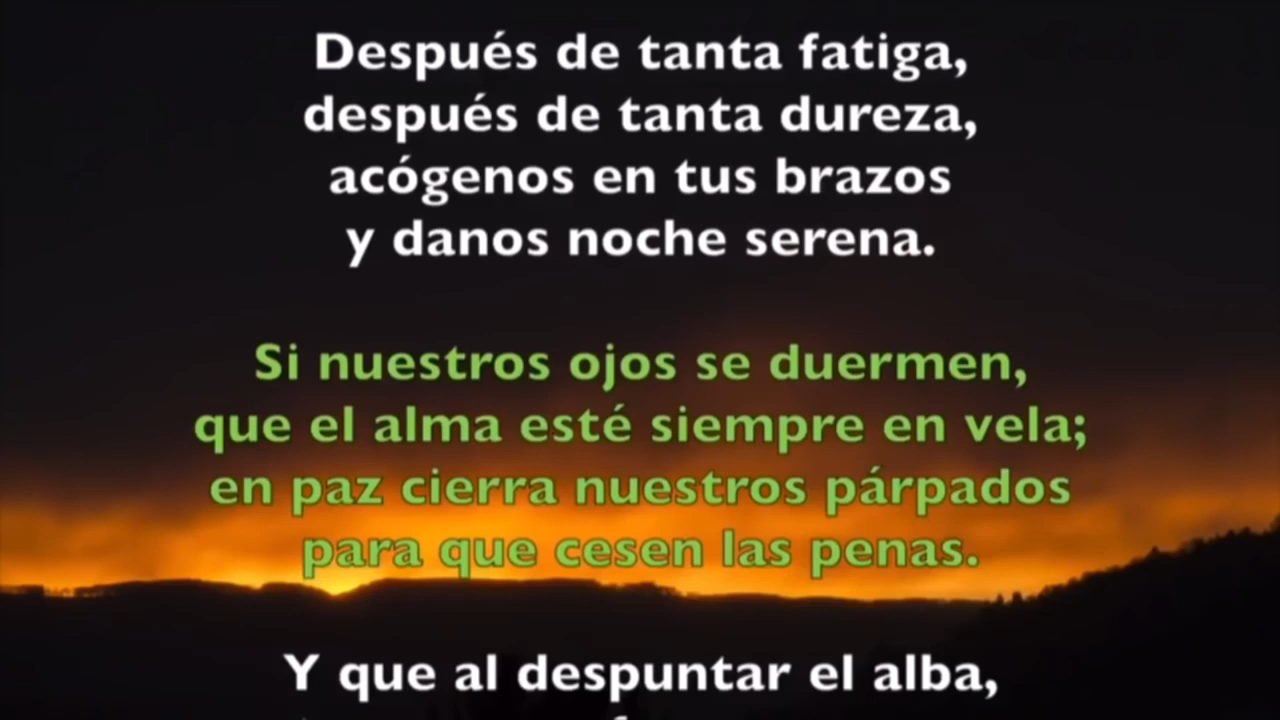 Después de tanta fatiga,
después de tanta dureza,
acógenos en tus brazos
y danos noche serena.
Si nuestros ojos se duermen,
que el alma esté siempre en vela;
en paz cierra nuestros párpados
para que cesen las penas.
Y que al despuntar el alba,